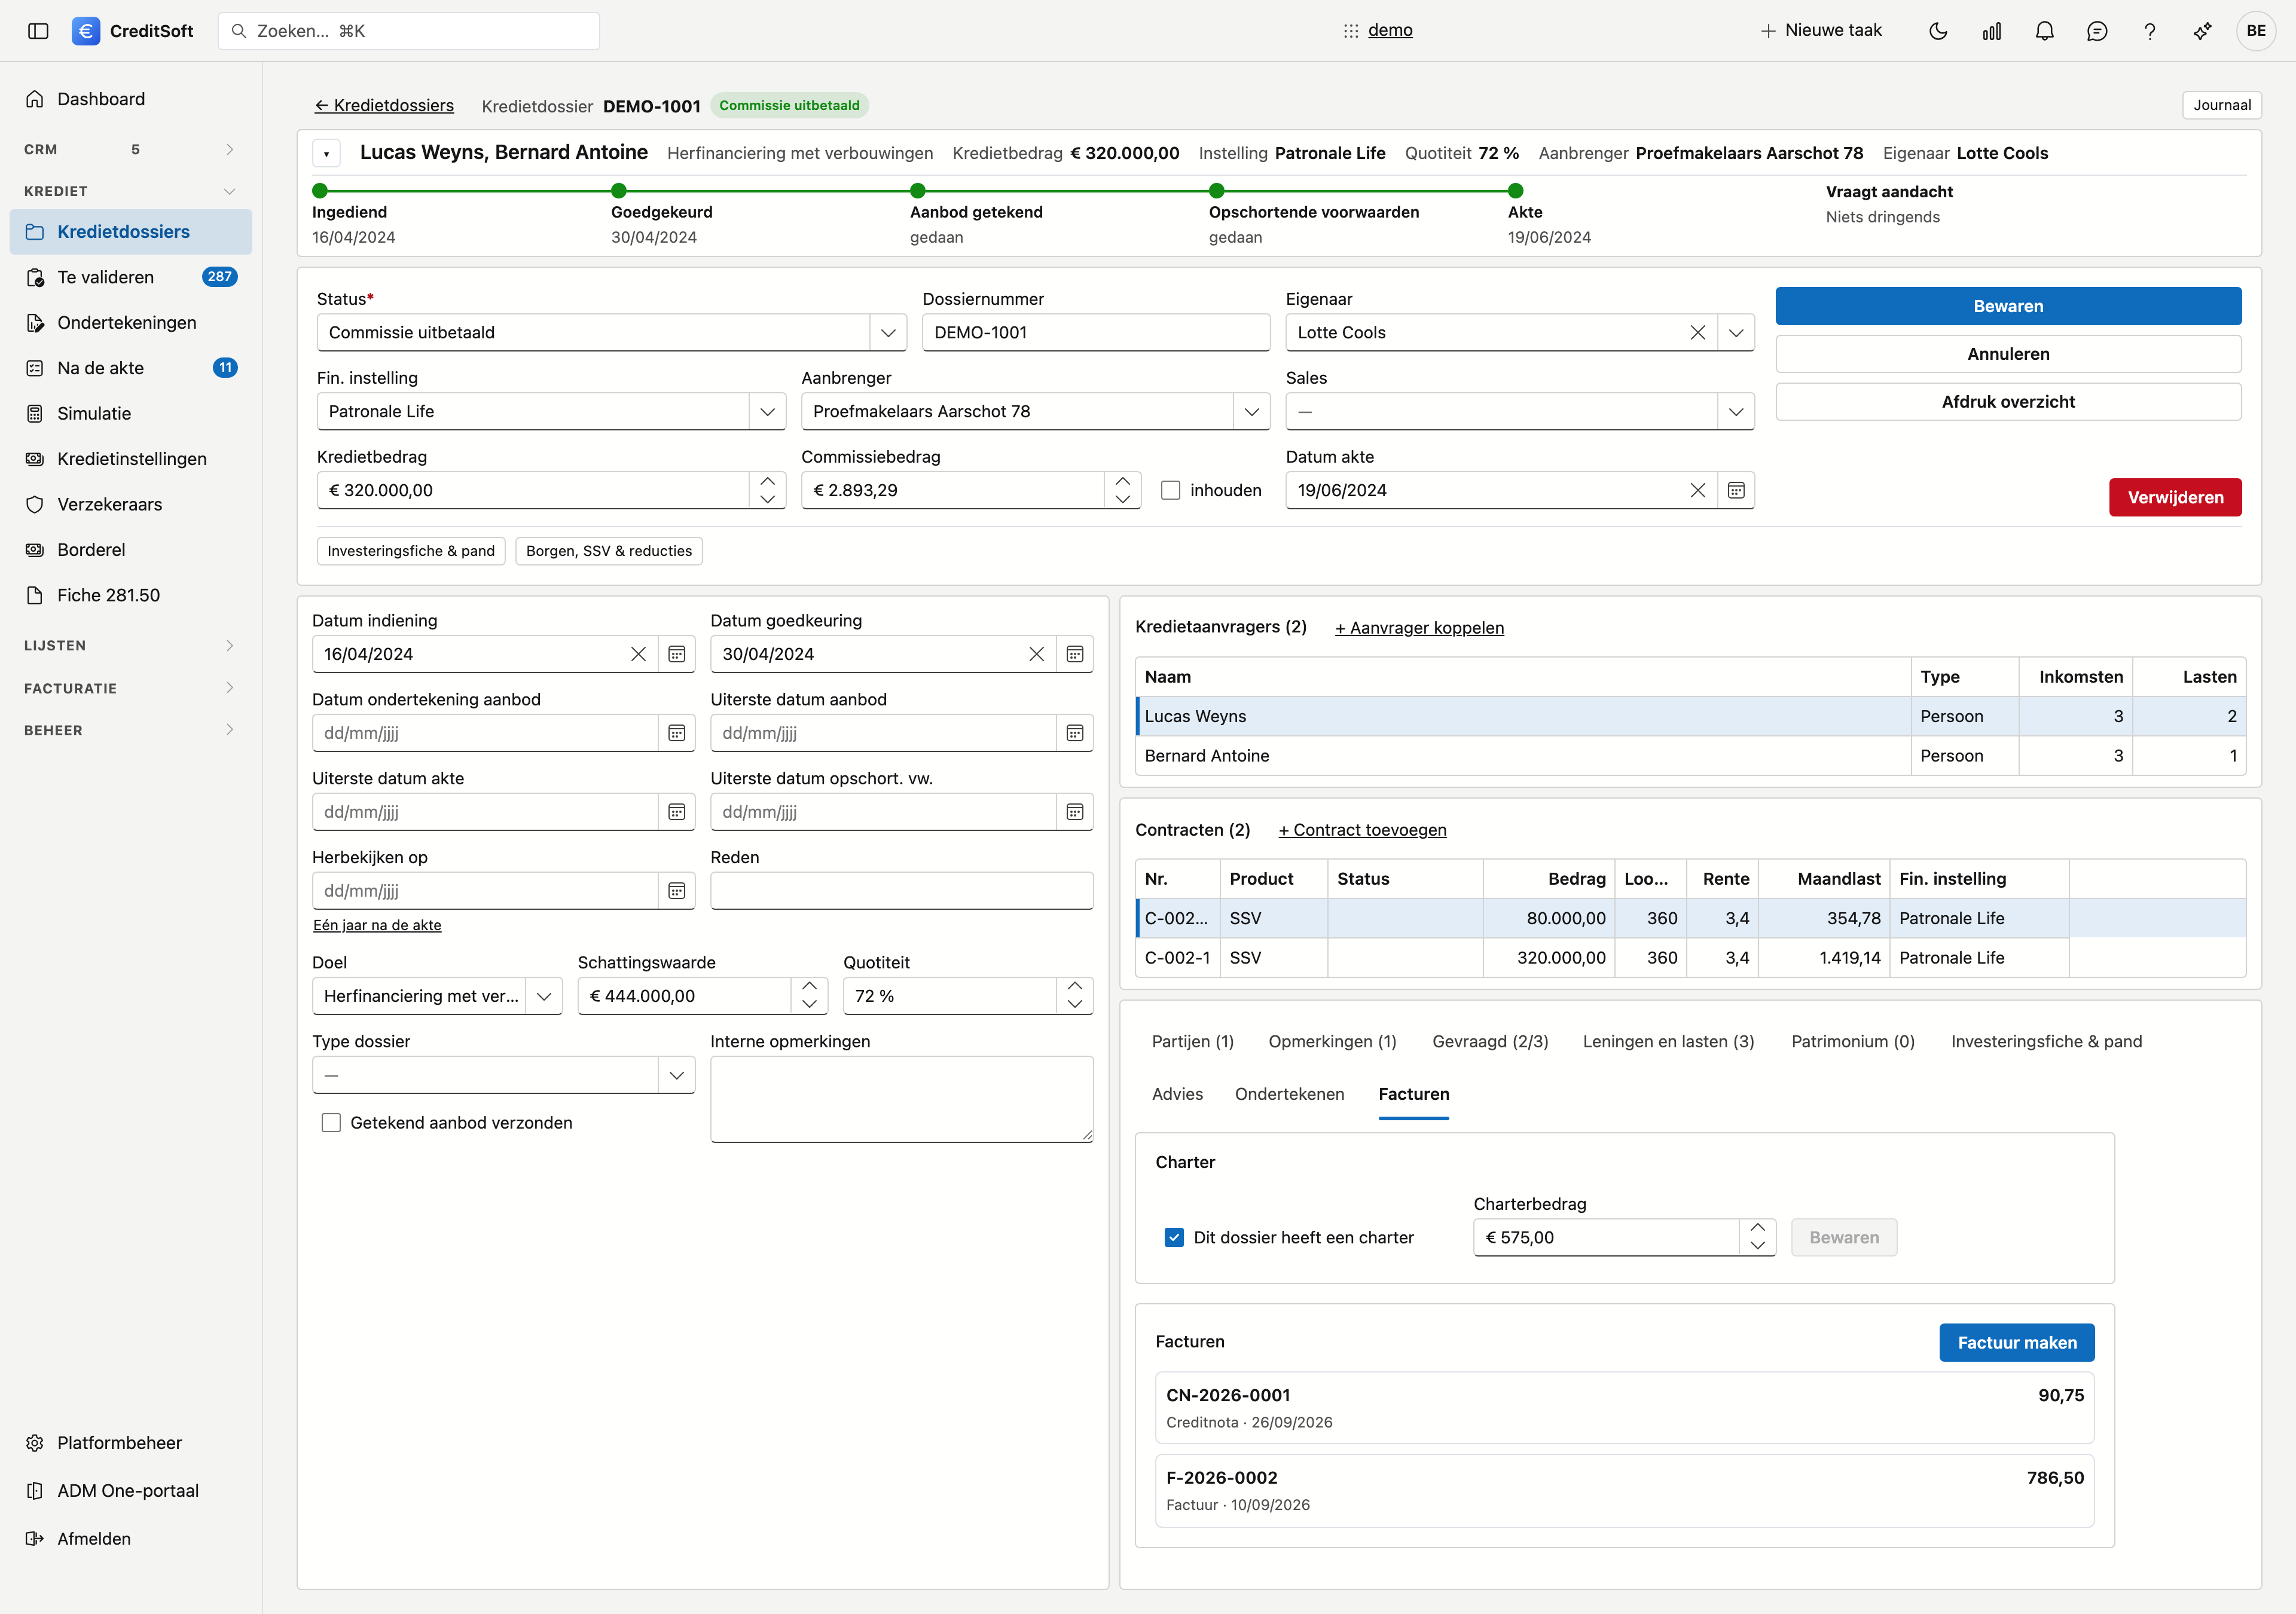 CreditSoft
Zoeken... ⌘K
demo
Nieuwe taak
BE
Dashboard
CRM 5
KREDIET
Kredietdossiers
Te valideren 287
Ondertekeningen
Na de akte 11
Simulatie
Kredietinstellingen
Verzekeraars
Borderel
Fiche 281.50
LIJSTEN
FACTURATIE
BEHEER
Platformbeheer
ADM One-portaal
Afmelden
← Kredietdossiers Kredietdossier DEMO-1001 Commissie uitbetaald
Journaal
Lucas Weyns, Bernard Antoine Herfinanciering met verbouwingen Kredietbedrag € 320.000,00 Instelling Patronale Life Quotiteit 72 % Aanbrenger Proefmakelaars Aarschot 78 Eigenaar Lotte Cools
Ingediend Goedgekeurd Aanbod getekend Opschortende voorwaarden Akte
16/04/2024 30/04/2024 gedaan gedaan 19/06/2024
Vraagt aandacht
Niets dringends
Status* Dossiernummer Eigenaar
Commissie uitbetaald DEMO-1001 Lotte Cools
Fin. instelling Aanbrenger Sales
Patronale Life Proefmakelaars Aarschot 78 —
Kredietbedrag Commissiebedrag Datum akte
€ 320.000,00 € 2.893,29 inhouden 19/06/2024
Bewaren
Annuleren
Afdruk overzicht
Verwijderen
Investeringsfiche & pand Borgen, SSV & reducties
Datum indiening Datum goedkeuring
16/04/2024 30/04/2024
Datum ondertekening aanbod Uiterste datum aanbod
dd/mm/jjjj dd/mm/jjjj
Uiterste datum akte Uiterste datum opschort. vw.
dd/mm/jjjj dd/mm/jjjj
Herbekijken op Reden
dd/mm/jjjj
Eén jaar na de akte
Doel Schattingswaarde Quotiteit
Herfinanciering met ver... € 444.000,00 72 %
Type dossier Interne opmerkingen
—
Getekend aanbod verzonden
Kredietaanvragers (2) + Aanvrager koppelen
Naam Type Inkomsten Lasten
Lucas Weyns Persoon 3 2
Bernard Antoine Persoon 3 1
Contracten (2) + Contract toevoegen
Nr. Product Status Bedrag Loo... Rente Maandlast Fin. instelling
C-002... SSV 80.000,00 360 3,4 354,78 Patronale Life
C-002-1 SSV 320.000,00 360 3,4 1.419,14 Patronale Life
Partijen (1) Opmerkingen (1) Gevraagd (2/3) Leningen en lasten (3) Patrimonium (0) Investeringsfiche & pand
Advies Ondertekenen Facturen
Charter
Charterbedrag
Dit dossier heeft een charter € 575,00 Bewaren
Facturen Factuur maken
CN-2026-0001 90,75
Creditnota · 26/09/2026
F-2026-0002 786,50
Factuur · 10/09/2026